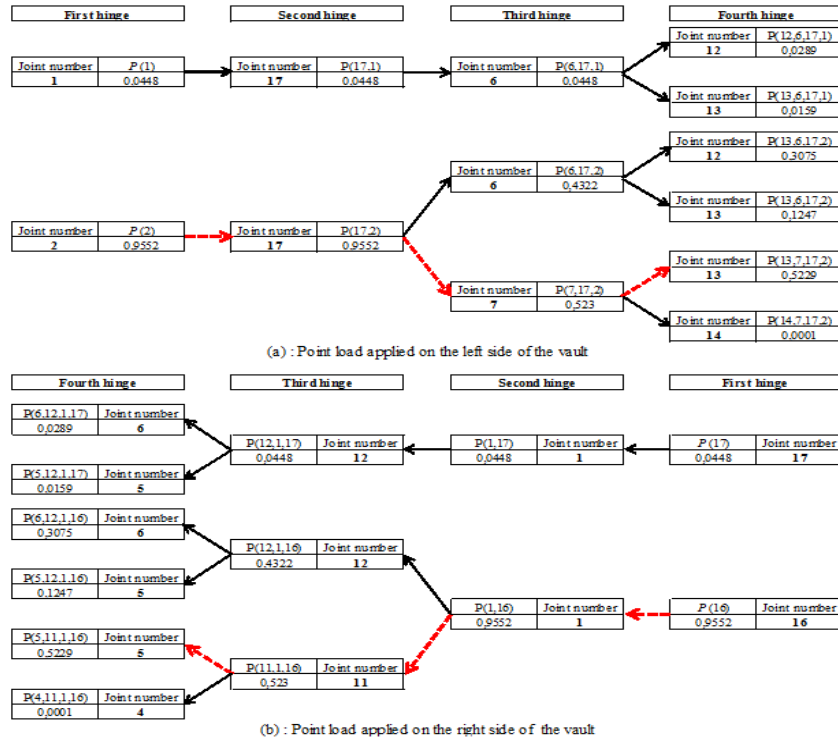 First hinge Second hinge Third hinge Fourth hinge
Joint number P(12,6,17,1)
12 0,0289
Joint number P(1) Joint number P(17,1) Joint number P(6,17,1)
1 0,0448 17 0,0448 6 0,0448
Joint number P(13,6,17,1)
13 0,0159
Joint number P(13,6,17,2)
12 0,3075
Joint number P(6,17,2)
6 0,4322
Joint number P(13,6,17,2)
13 0,1247
Joint number P(2) Joint number P(17,2)
2 0,9552 17 0,9552
Joint number P(13,7,17,2)
13 0,5229
Joint number P(7,17,2)
7 0,523
Joint number P(14,7,17,2)
14 0,0001
(a) : Point load applied on the left side of the vault
Fourth hinge Third hinge Second hinge First hinge
P(6,12,1,17) Joint number
0,0289 6
P(12,1,17) Joint number P(1,17) Joint number P(17) Joint number
0,0448 12 0,0448 1 0,0448 17
P(5,12,1,17) Joint number
0,0159 5
P(6,12,1,16) Joint number
0,3075 6
P(12,1,16) Joint number
0,4322 12
P(5,12,1,16) Joint number
0,1247 5
P(1,16) Joint number P(16) Joint number
0,9552 1 0,9552 16
P(5,11,1,16) Joint number
0,5229 5
P(11,1,16) Joint number
0,523 11
P(4,11,1,16) Joint number
0,0001 4
(b) : Point load applied on the right side of the vault